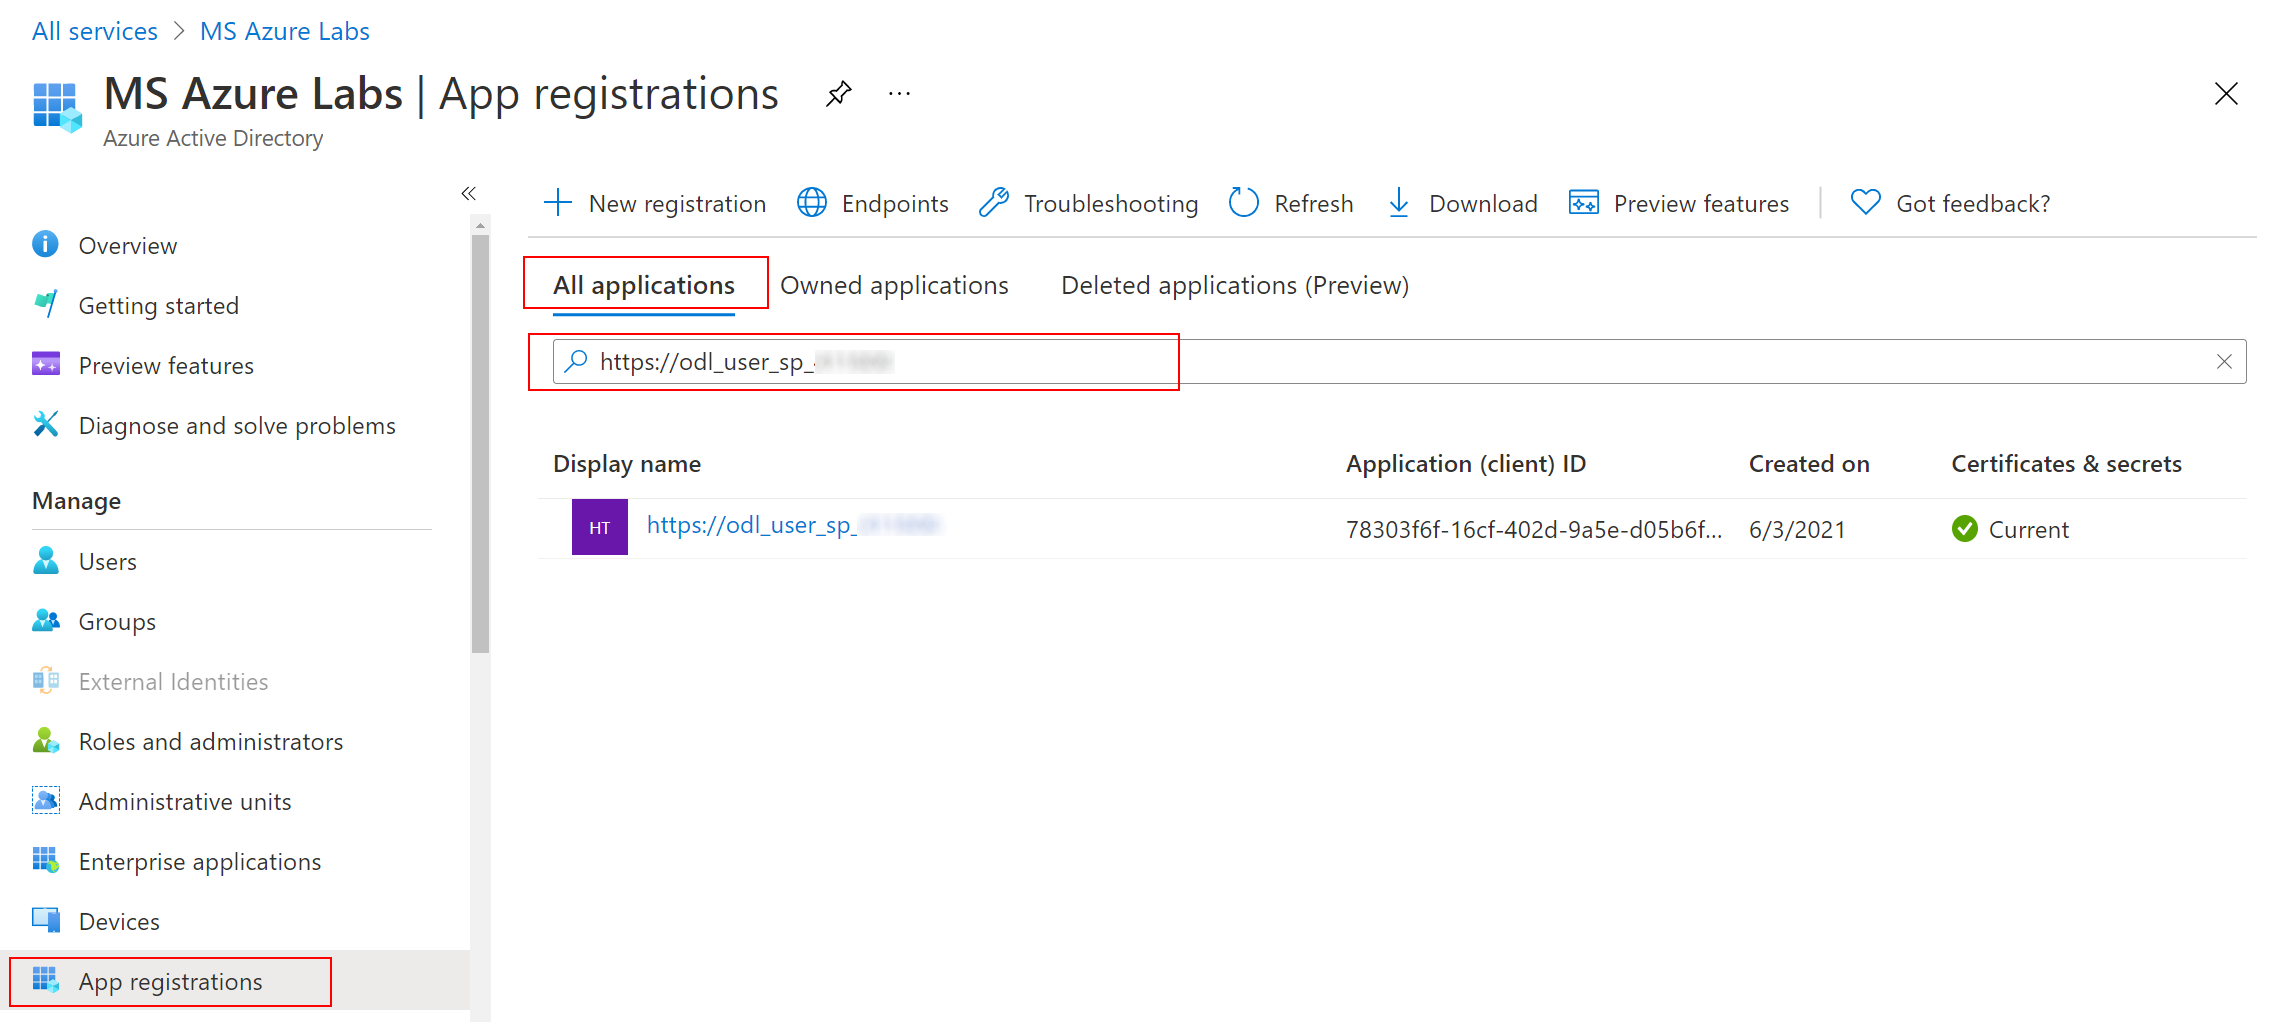 All services > MS Azure Labs
MS Azure Labs | App registrations ...
Azure Active Directory
«
Overview
Getting started
Preview features
Diagnose and solve problems
Manage
Users
Groups
External Identities
Roles and administrators
Administrative units
Enterprise applications
Devices
App registrations
New registration Endpoints Troubleshooting Refresh Download Preview features Got feedback?
All applications Owned applications Deleted applications (Preview)
https://odl_user_sp_
Display name Application (client) ID Created on Certificates & secrets
HT https://odl_user_sp_ 78303f6f-16cf-402d-9a5e-d05b6f... 6/3/2021 Current